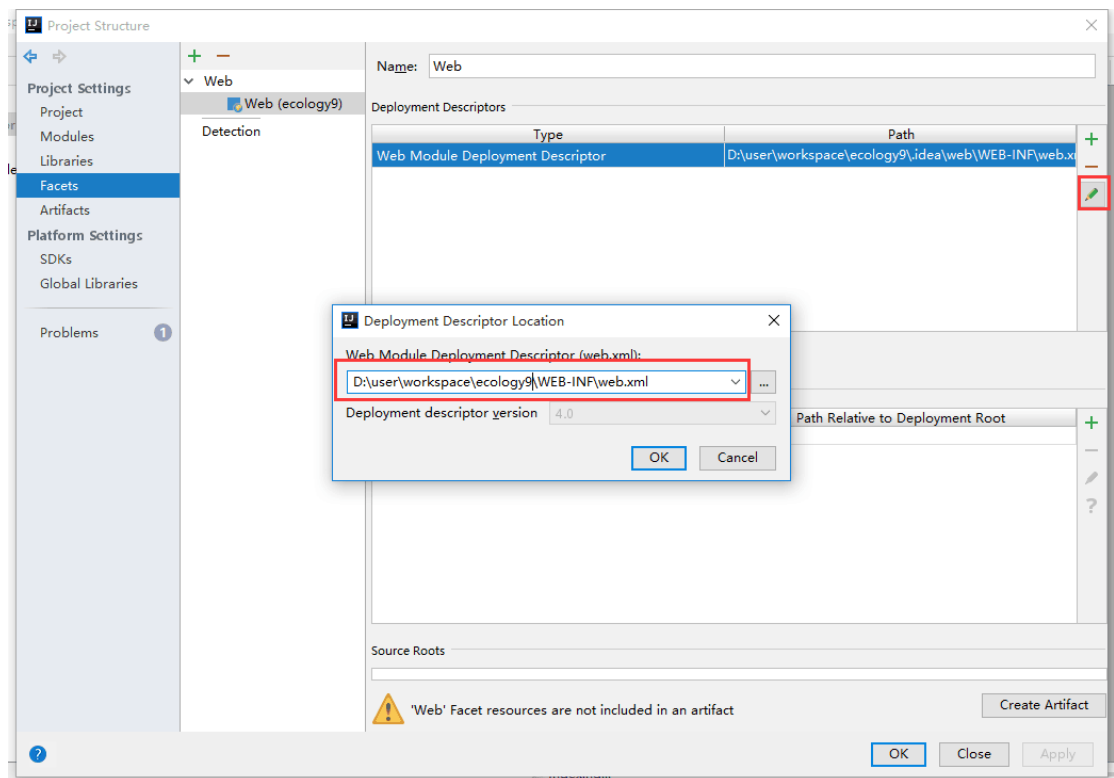 Project Structure
Name: Web
Project Settings
Web
Project
Web (ecology9)
Deployment Descriptors
Modules
Detection
Type
Path
Libraries
Web Module Deployment Descriptor
D:\user\workspace\ecology9\.idea\web\WEB-INF\web.x
Facets
Artifacts
Platform Settings
SDKs
Global Libraries
Problems
1
Deployment Descriptor Location
Web Module Deployment Descriptor (web.xml):
D:\user\workspace\ecology9\WEB-INF\web.xml
...
Deployment descriptor version 4.0
Path Relative to Deployment Root
OK
Cancel
Source Roots
'Web' Facet resources are not included in an artifact
Create Artifact
OK
Close
Apply